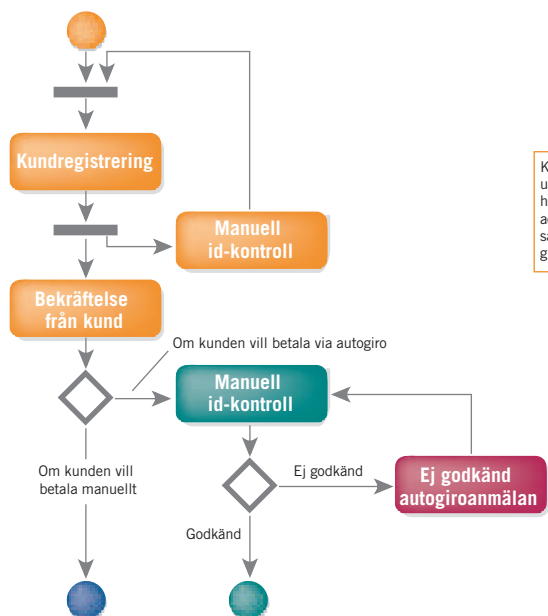 Kundregistrering
Manuell
id-kontroll
Bekräftelse
från kund
Om kunden vill betala via autogiro
Manuell
id-kontroll
Om kunden vill
betala manuellt
Ej godkänd
Ej godkänd
autogiroanmälan
Godkänd